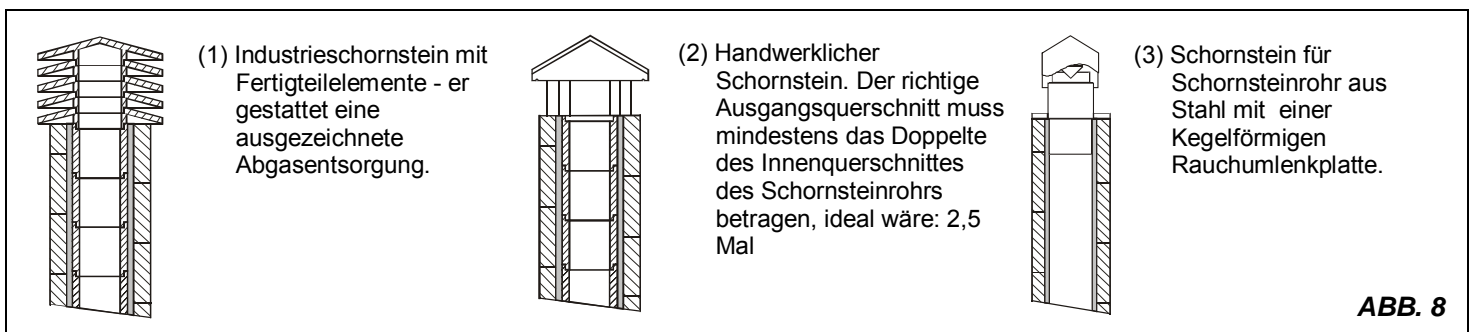 (1) Industrieschornstein mit
Fertigteilelemente - er
gestattet eine
ausgezeichnete
Abgasentsorgung.
(2) Handwerklicher
Schornstein. Der richtige
Ausgangsquerschnitt muss
mindestens das Doppelte
des Innenquerschnittes
des Schornsteinrohrs
betragen, ideal wäre: 2,5
Mal
(3) Schornstein für
Schornsteinrohr aus
Stahl mit einer
Kegelförmigen
Rauchumlenkplatte.
ABB. 8